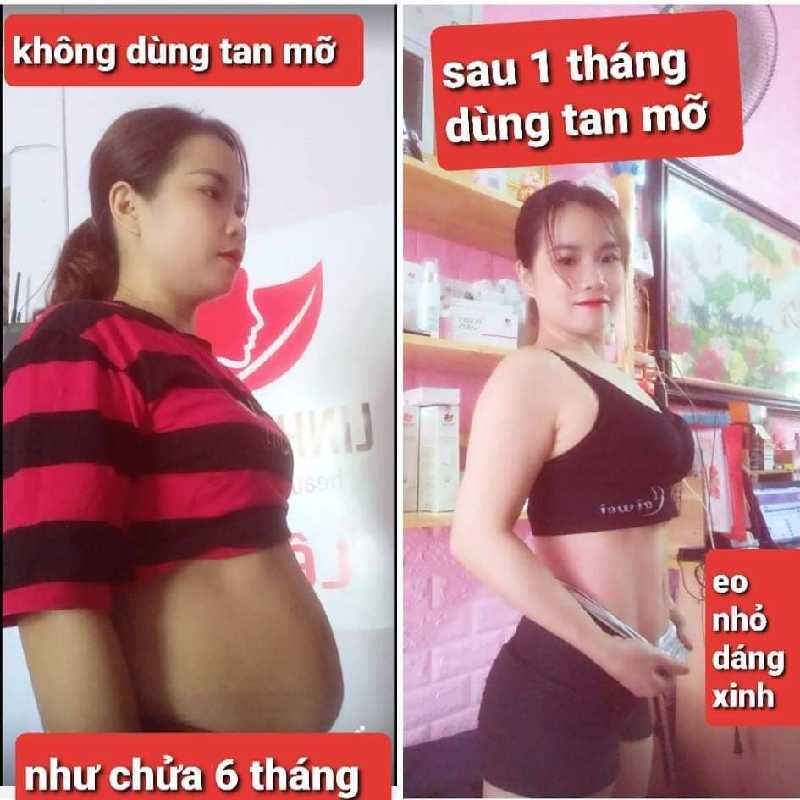 không dùng tan mỡ
như chửa 6 tháng
sau 1 tháng
dùng tan mỡ
eo
nhỏ
dáng
xinh